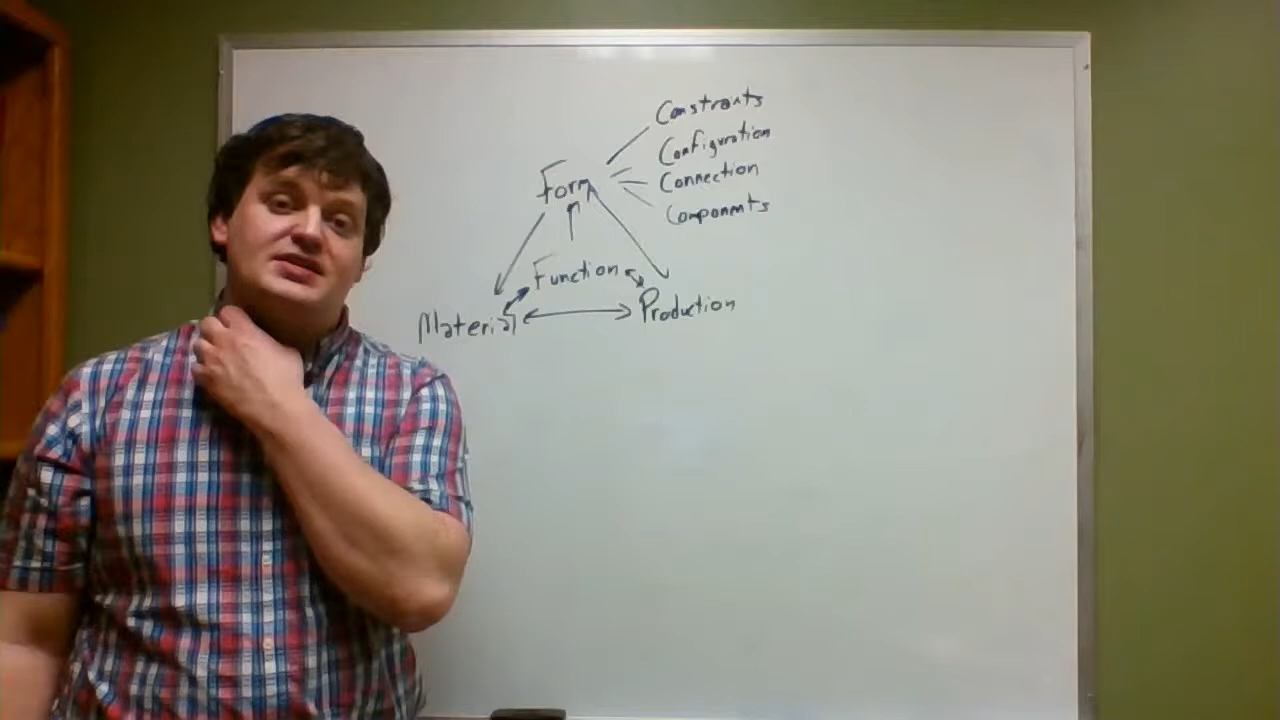 Constraints
Configuration
Form
Connection
Components
Function
Material
Production